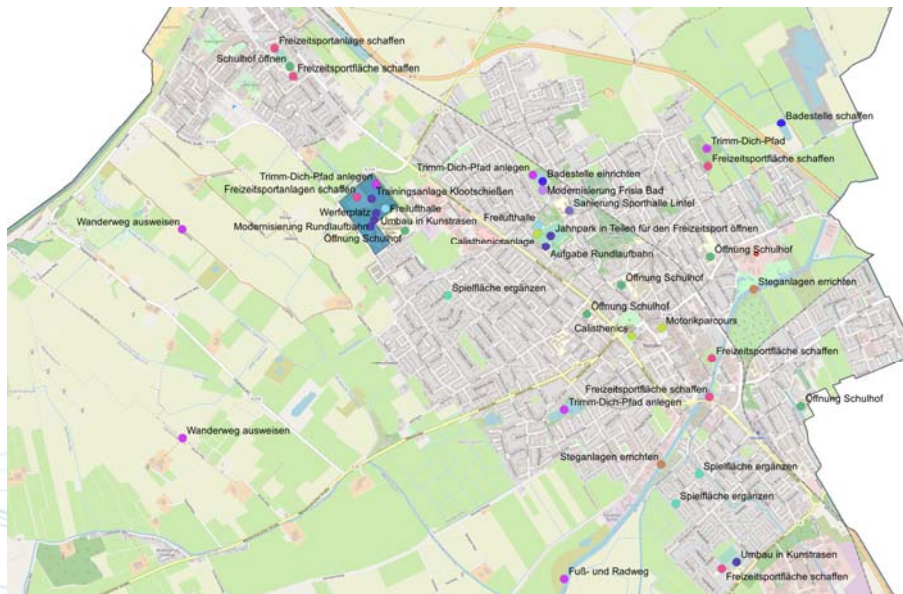 Freizeitsportanlage schaffen
Schulhof öffnen
Freizeitsportfläche schaffen
Badestelle schaffen
Trimm-Dich-Pfad
Freizeitsportfläche schaffen
Trimm-Dich-Pfad anlegen
Badestelle einrichten
Modernisierung Frisia Bad
Trimm-Dich-Pfad anlegen
Freizeitsportanlagen schaffen
Trainingsanlage Klootschießen
Sanierung Sporthalle Lintel
Freilufthalle
Werferplatz
Umbau in Kunstrasen
Freilufthalle
Wanderweg ausweisen
Modernisierung Rundlaufbahn
Jahnpark in Teilen für den Freizeitsport öffnen
Öffnung Schulhof
Calisthenicsanlage
Aufgabe Rundlaufbahn
Öffnung Schulhof
Öffnung Schulhof
Steganlagen errichten
Spielfläche ergänzen
Öffnung Schulhof
Calisthenics
Motorikparcours
Freizeitsportfläche schaffen
Freizeitsportfläche schaffen
Trimm-Dich-Pfad anlegen
Öffnung Schulhof
Wanderweg ausweisen
Steganlagen errichten
Spielfläche ergänzen
Spielfläche ergänzen
Umbau in Kunstrasen
Fuß- und Radweg
Freizeitsportfläche schaffen